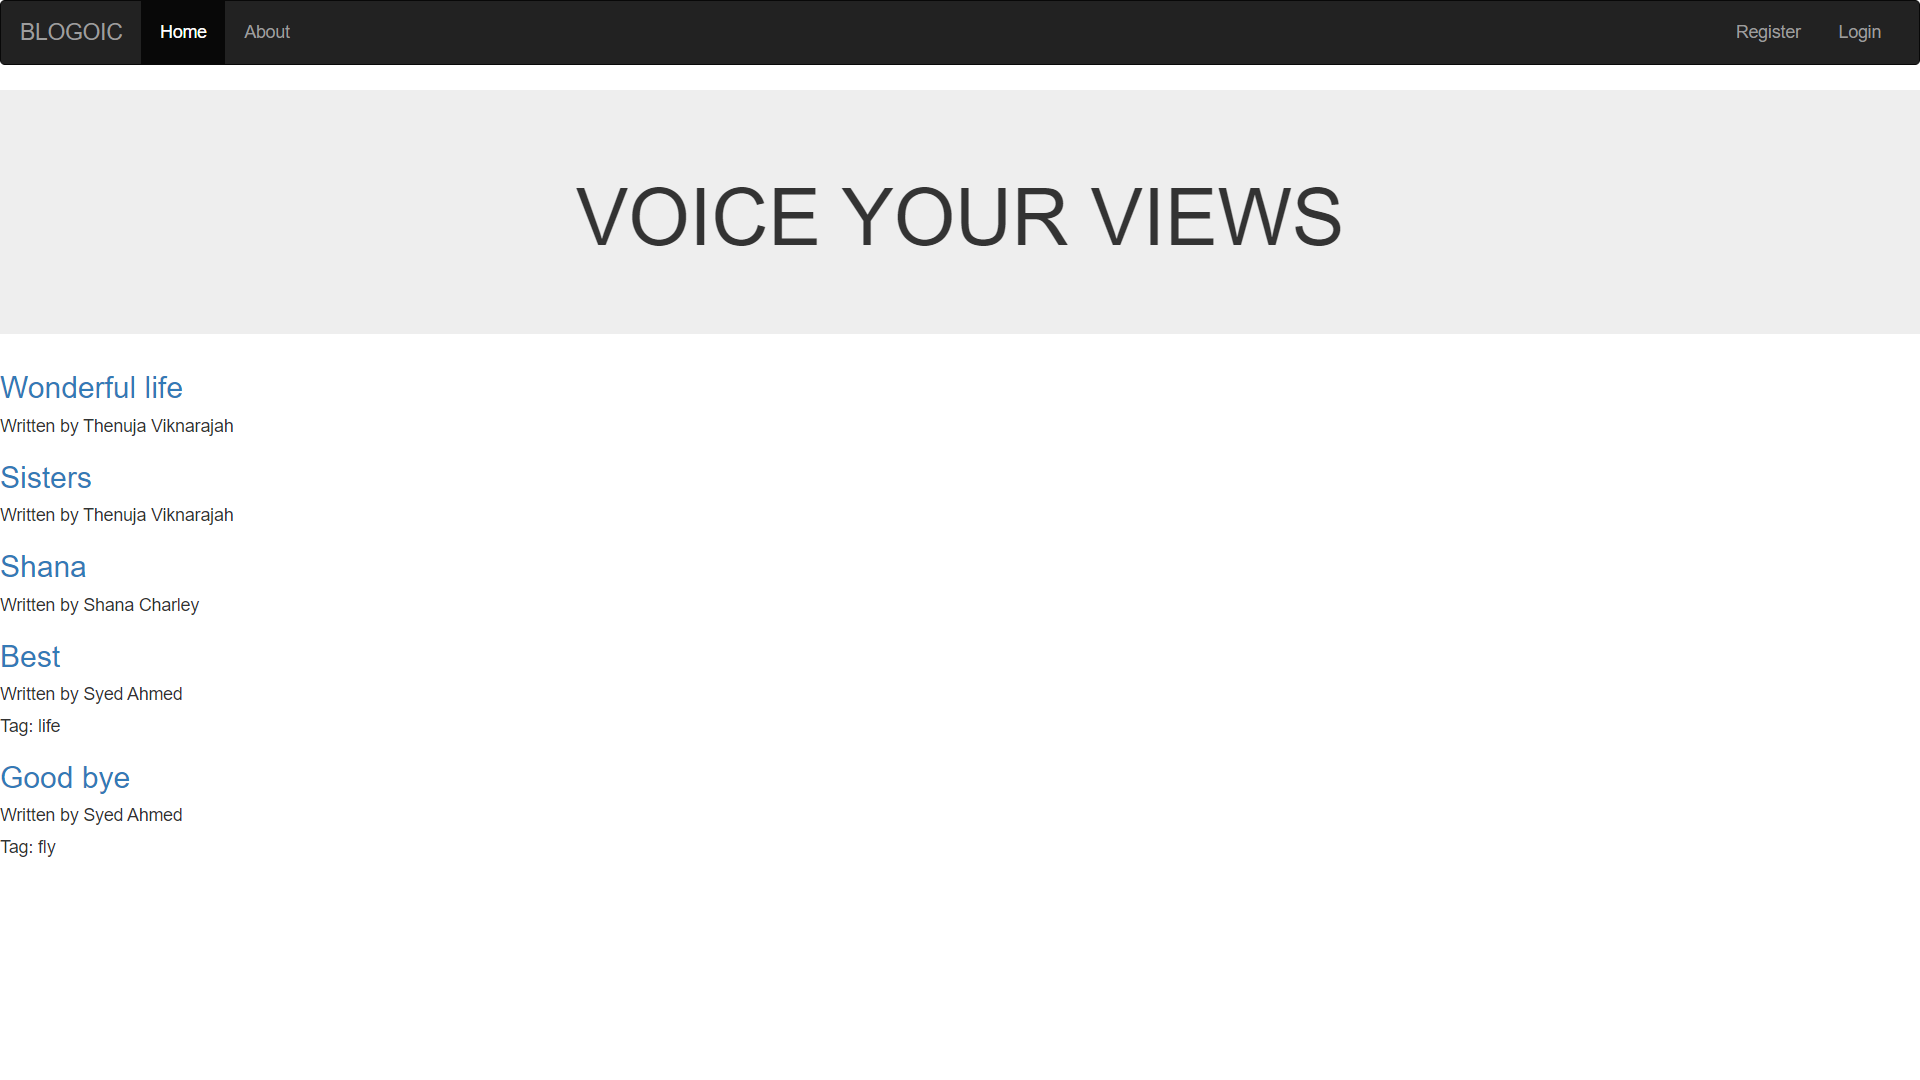 BLOGOIC Home About Register Login
VOICE YOUR VIEWS
Wonderful life
Written by Thenuja Viknarajah
Sisters
Written by Thenuja Viknarajah
Shana
Written by Shana Charley
Best
Written by Syed Ahmed
Tag: life
Good bye
Written by Syed Ahmed
Tag: fly